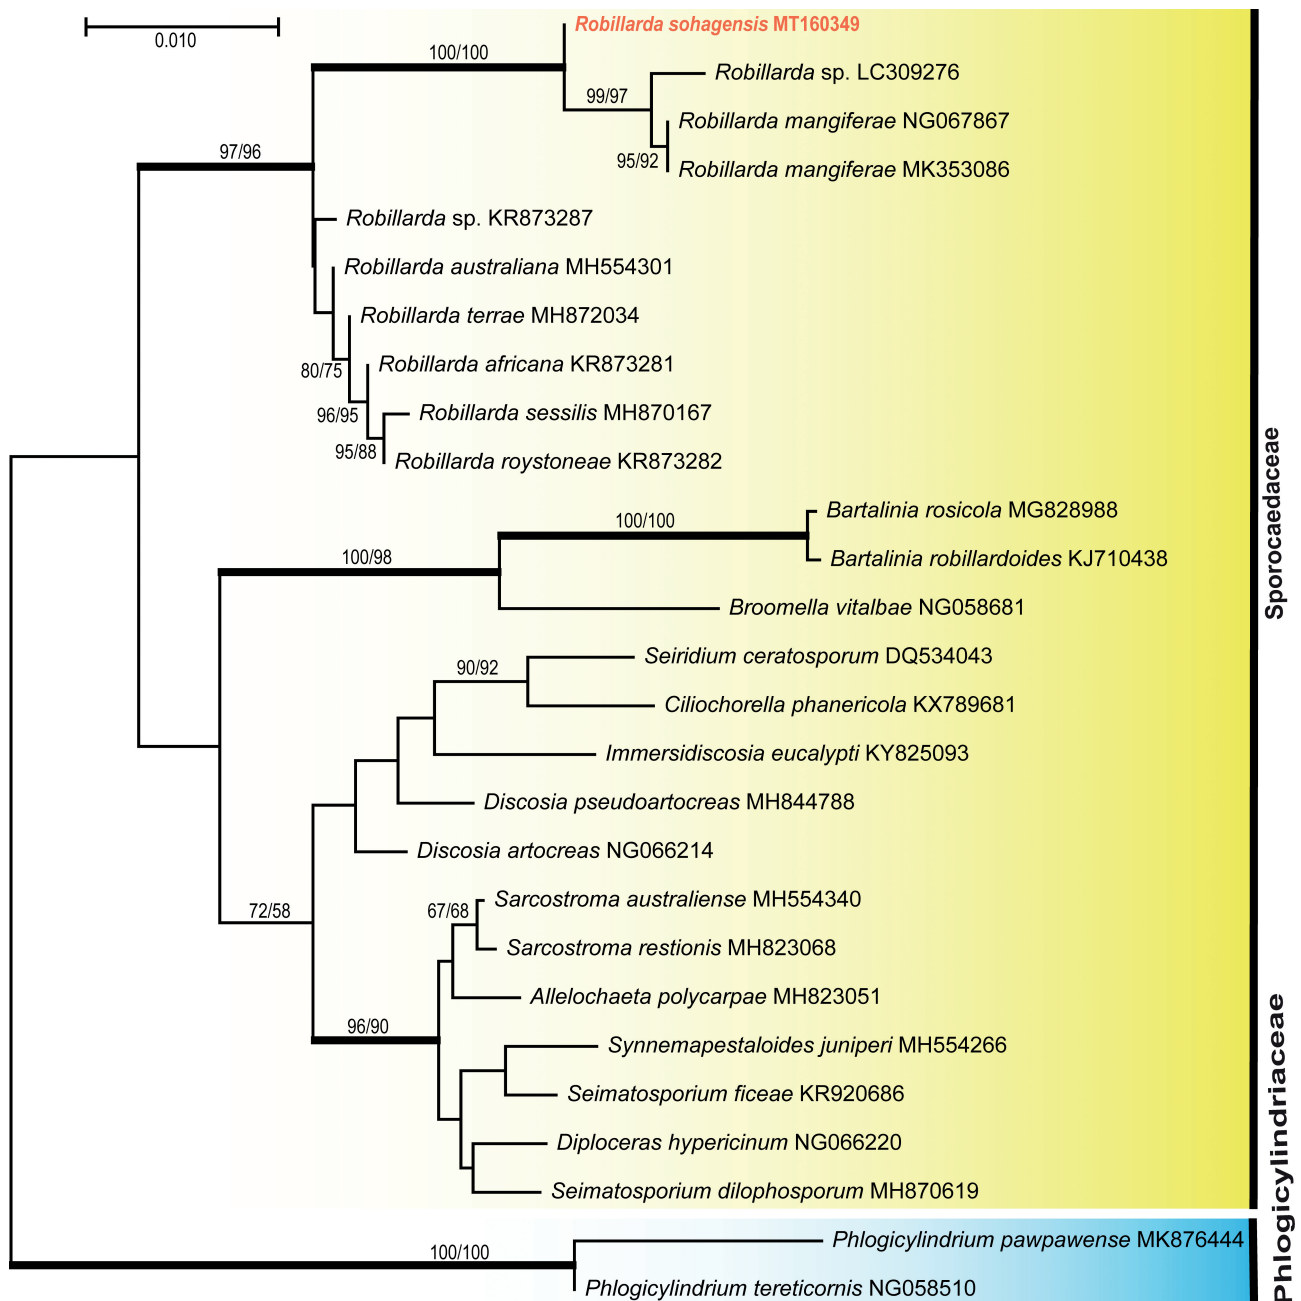 0.010
Robillarda sohagensis MT160349
100/100
Robillarda sp. LC309276
99/97
Robillarda mangiferae NG067867
97/96
95/92
Robillarda mangiferae MK353086
Robillarda sp. KR873287
Robillarda australiana MH554301
Robillarda terrae MH872034
80/75
Robillarda africana KR873281
96/95
Robillarda sessilis MH870167
95/88
Robillarda roystoneae KR873282
Bartalinia rosicola MG828988
100/100
100/98
Bartalinia robillardoides KJ710438
Broomella vitalbae NG058681
Seiridium ceratosporum DQ534043
90/92
Ciliochorella phanericola KX789681
Immersidiscosia eucalypti KY825093
Discosia pseudoartocreas MH844788
Discosia artocreas NG066214
Sarcostroma australiense MH554340
72/58
67/68
Sarcostroma restionis MH823068
Allelochaeta polycarpae MH823051
96/90
Synnemapestaloides juniperi MH554266
Seimatosporium ficeae KR920686
Diploceras hypericinum NG066220
Seimatosporium dilophosporum MH870619
Phlogicylindrium pawpawense MK876444
100/100
Phlogicylindrium tereticornis NG058510
Sporocaedaceae
Phlogicylindriaceae